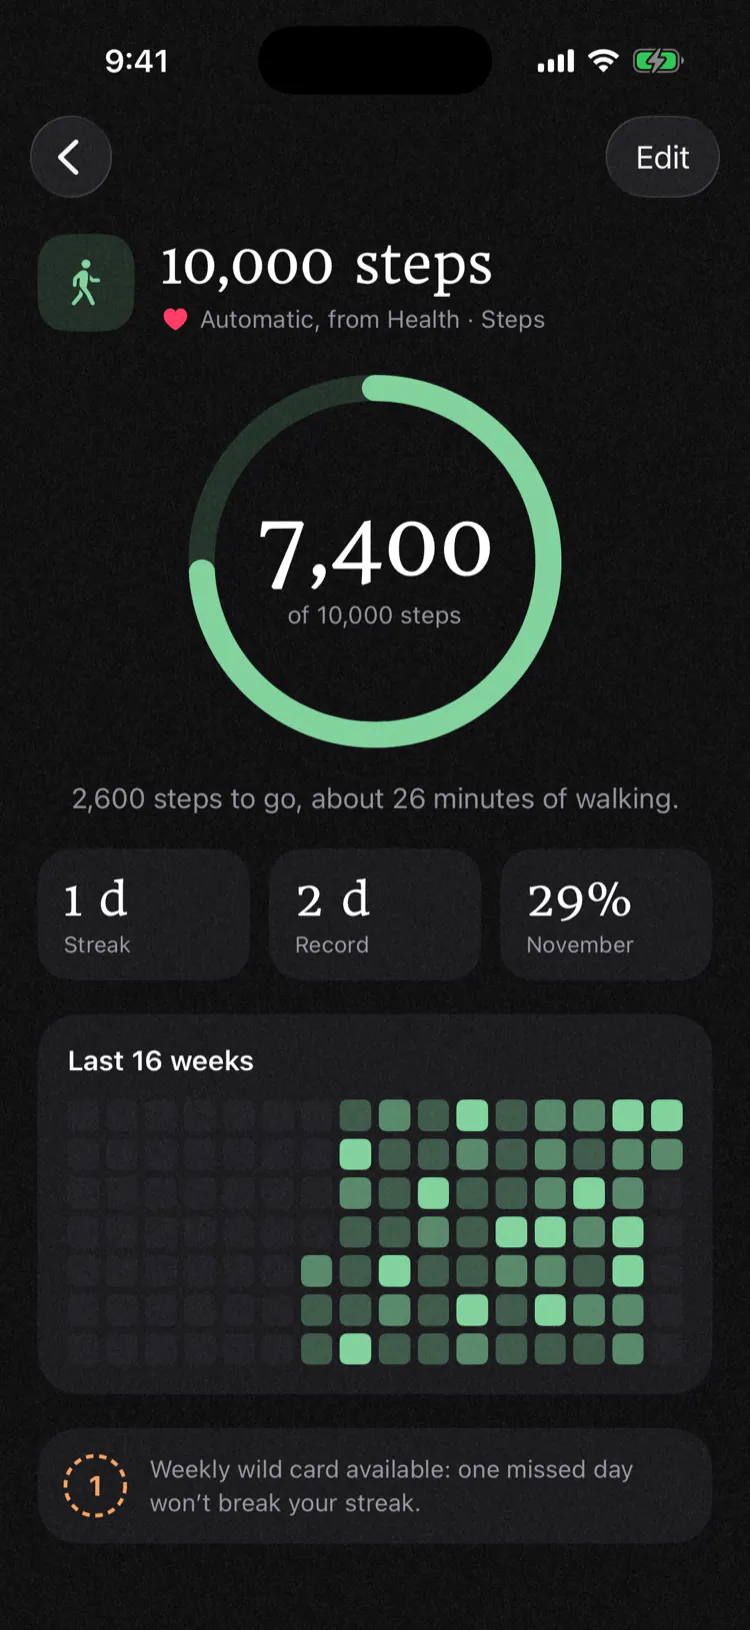 9:41
Edit
10,000 steps
Automatic, from Health · Steps
7,400
of 10,000 steps
2,600 steps to go, about 26 minutes of walking.
1 d
Streak
2 d
Record
29%
November
Last 16 weeks
1
Weekly wild card available: one missed day
won’t break your streak.